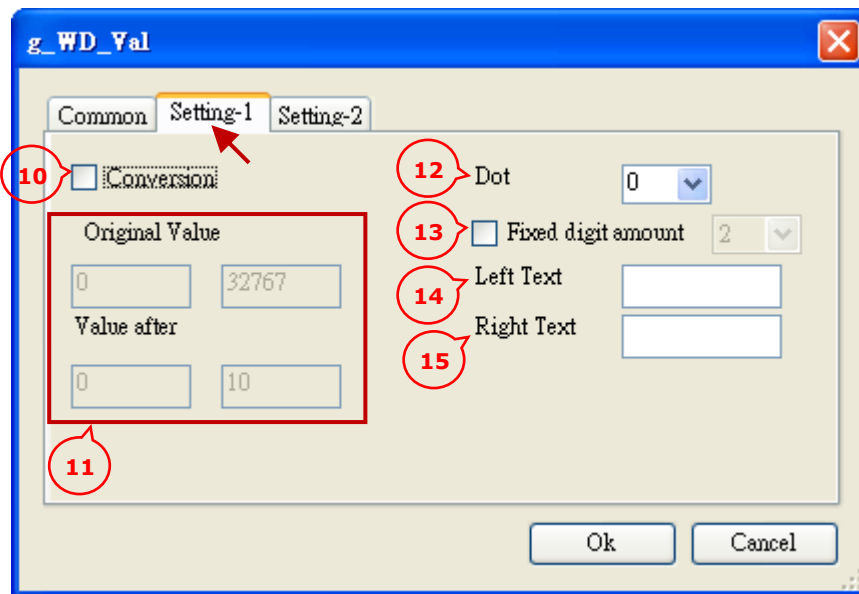 g_WD_Val
Common Setting-1 Setting-2
10 Conversion
12 Dot 0
Original Value
13 Fixed digit amount 2
0 32767
14 Left Text
Value after
15 Right Text
0 10
11
Ok Cancel